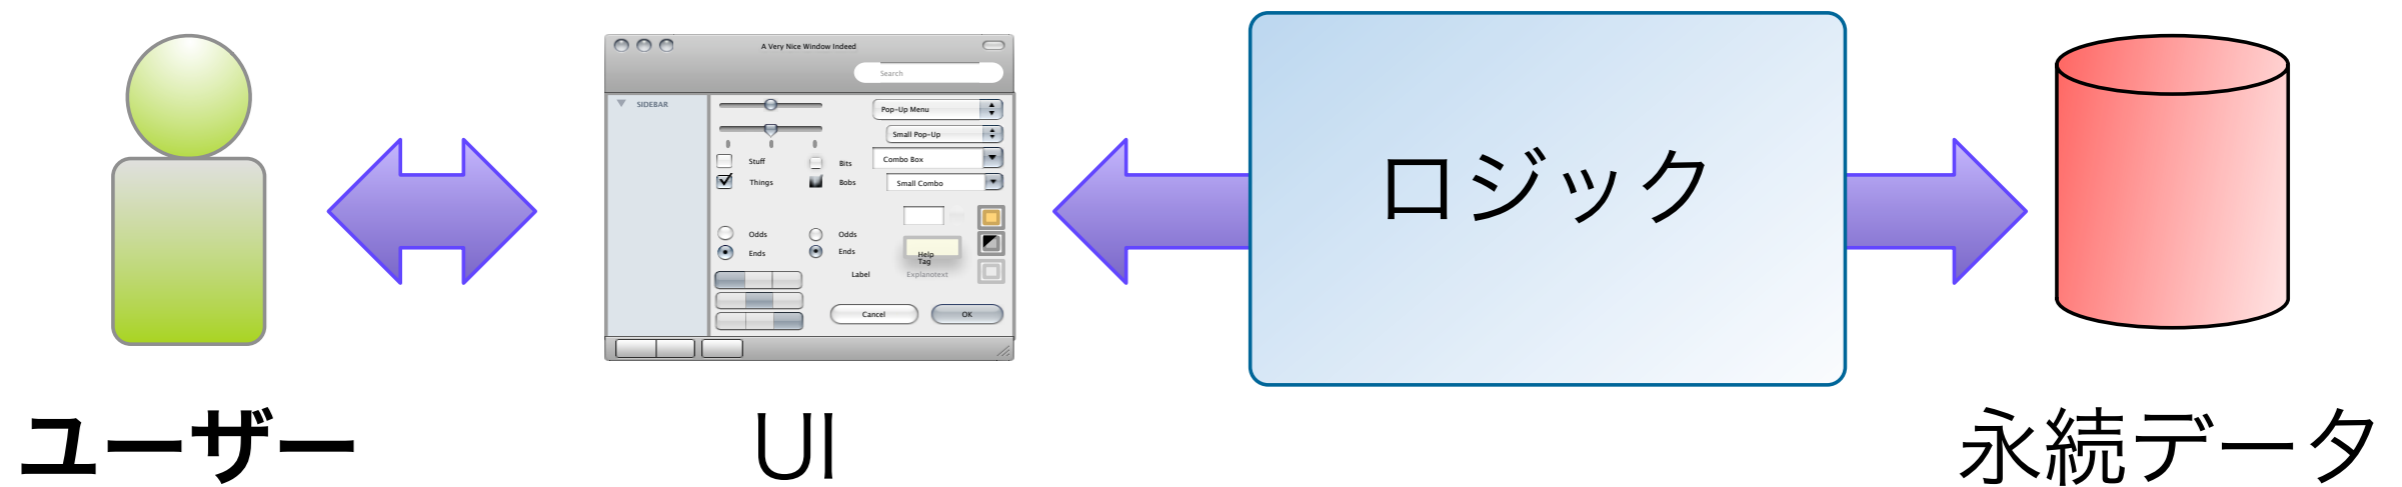 A Very Nice Window Indeed
Search
SIDEBAR
Pop-Up Menu
Small Pop-Up
Stuff
Bits
Combo Box
Things
Bobs
Small Combo
Odds
Odds
Ends
Ends
Help
Tag
Label
Explanotext
Cancel
OK
ロジック
ユーザー
UI
永続データ